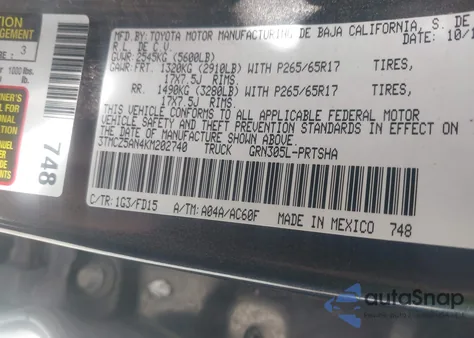 MFD.BY: TOYOTA MOTOR MANUFACTURING DE BAJA CALIFORNIA, S. DE
R.L. DE C.V. DATE: 10/1
GVWR 2545KG (5600LB)
GAWR:FRT. 1320KG (2910LB) WITH P265/65R17 TIRES,
17X7.5J RIMS.
RR. 1490KG (3280LB) WITH P265/65R17 TIRES,
17X7.5J RIMS.
THIS VEHICLE CONFORMS TO ALL APPLICABLE FEDERAL MOTOR
VEHICLE SAFETY AND THEFT PREVENTION STANDARDS IN EFFECT ON
THE DATE OF MANUFACTURE SHOWN ABOVE.
3TMCZ5AN4KM202740 TRUCK GRN305L-PRTSHA
C/TR: 1G3/FD15 A/TM: A04A/AC60F MADE IN MEXICO 748
3
lbs.
748
autoSnap